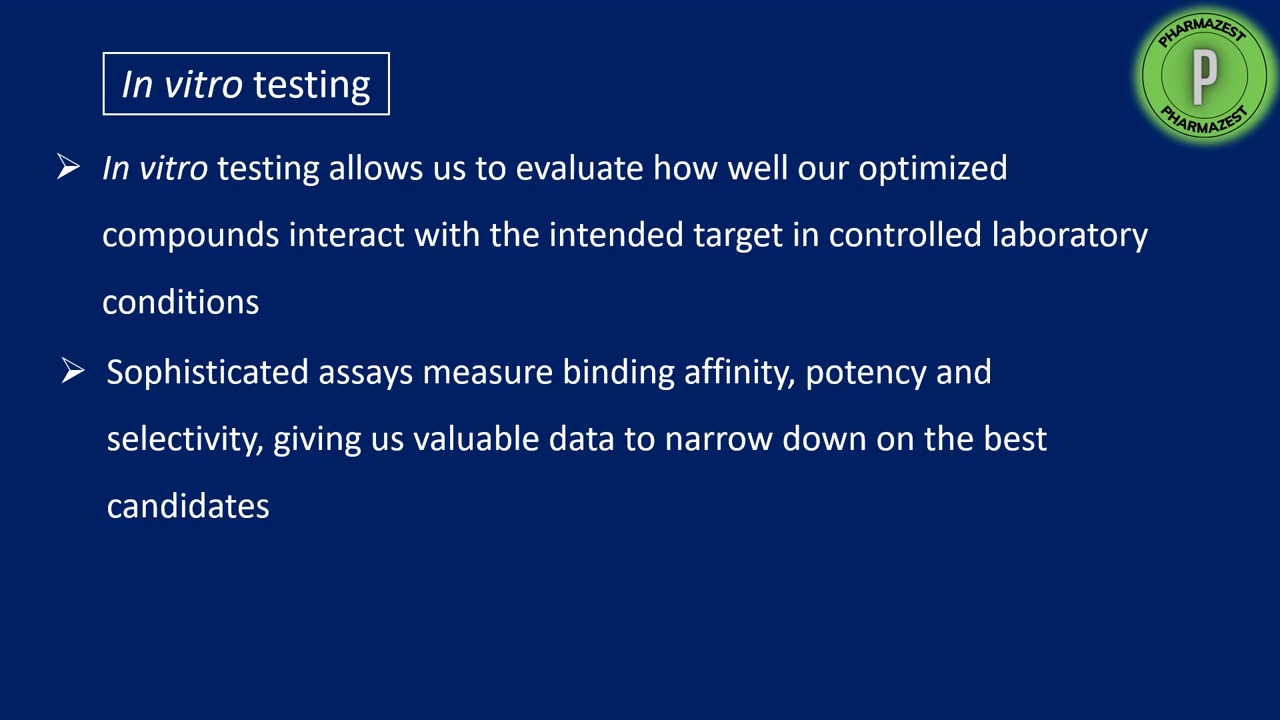 In vitro testing
PHARMAZEST
P
PHARMAZEST
➢ In vitro testing allows us to evaluate how well our optimized
compounds interact with the intended target in controlled laboratory
conditions
➢ Sophisticated assays measure binding affinity, potency and
selectivity, giving us valuable data to narrow down on the best
candidates